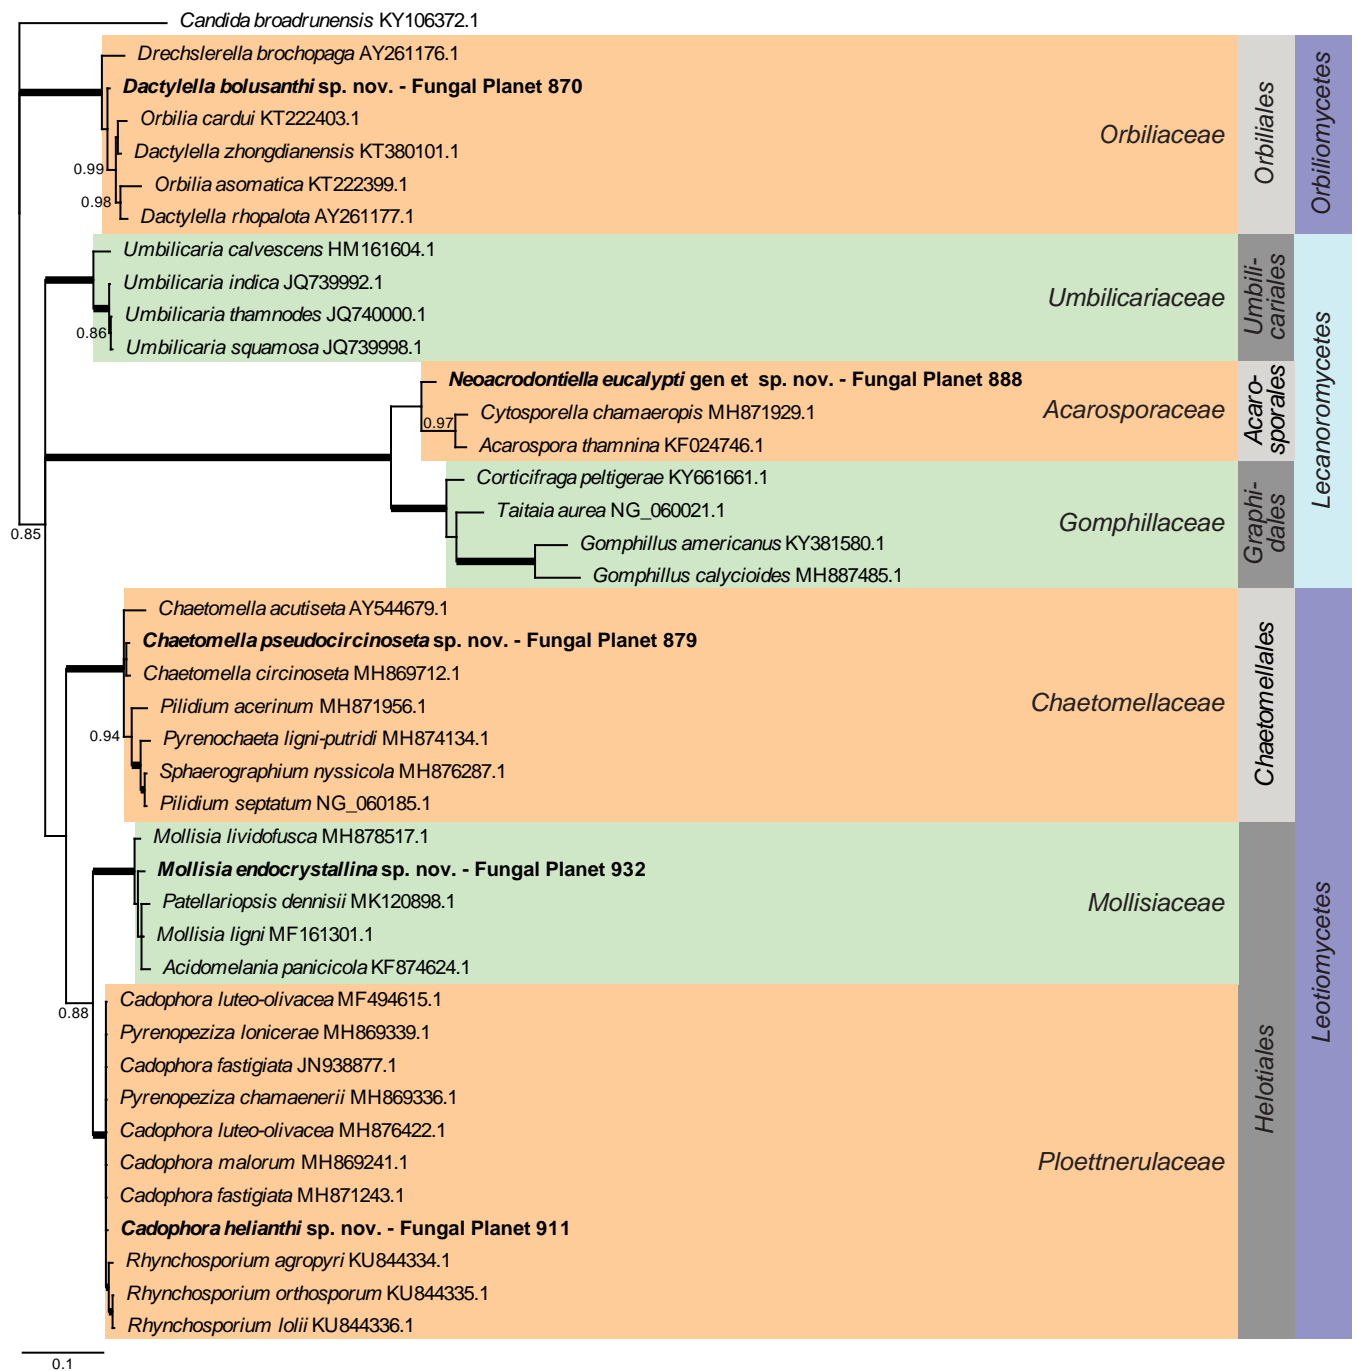 Candida broadrunensis KY106372.1
Drechslerella brochopaga AY261176.1
Dactylella bolusanthi sp. nov. - Fungal Planet 870
Orbilia cardui KT222403.1
Dactylella zhongdianensis KT380101.1
0.99
Orbilia asomatica KT222399.1
0.98
Dactylella rhopalota AY261177.1
Orbiliaceae
Orbiliales
Orbiliomycetes
Umbilicaria calvescens HM161604.1
Umbilicaria indica JQ739992.1
Umbilicaria thamnodes JQ740000.1
0.86
Umbilicaria squamosa JQ739998.1
Umbilicariaceae
Umbili-
cariales
Neoacrodontiella eucalypti gen et sp. nov. - Fungal Planet 888
Cytosporella chamaeropis MH871929.1
0.97
Acarospora thamnina KF024746.1
Acarosporaceae
Acaro-
sporales
Lecanoromycetes
Corticifraga peltigerae KY661661.1
Taitaia aurea NG_060021.1
Gomphillus americanus KY381580.1
Gomphillus calycioides MH887485.1
Gomphillaceae
Graphi-
dales
0.85
Chaetomella acutiseta AY544679.1
Chaetomella pseudocircinoseta sp. nov. - Fungal Planet 879
Chaetomella circinoseta MH869712.1
Pilidium acerinum MH871956.1
0.94
Pyrenochaeta ligni-putridi MH874134.1
Sphaerographium nyssicola MH876287.1
Pilidium septatum NG_060185.1
Chaetomellaceae
Chaetomellales
Mollisia lividofusca MH878517.1
Mollisia endocrystallina sp. nov. - Fungal Planet 932
Patellariopsis dennisii MK120898.1
Mollisia ligni MF161301.1
Acidomelania panicicola KF874624.1
Mollisiaceae
Leotiomycetes
0.88
Cadophora luteo-olivacea MF494615.1
Pyrenopeziza lonicerae MH869339.1
Cadophora fastigiata JN938877.1
Pyrenopeziza chamaenerii MH869336.1
Cadophora luteo-olivacea MH876422.1
Cadophora malorum MH869241.1
Cadophora fastigiata MH871243.1
Cadophora helianthi sp. nov. - Fungal Planet 911
Rhynchosporium agropyri KU844334.1
Rhynchosporium orthosporum KU844335.1
Rhynchosporium lolii KU844336.1
Ploettnerulaceae
Helotiales
0.1